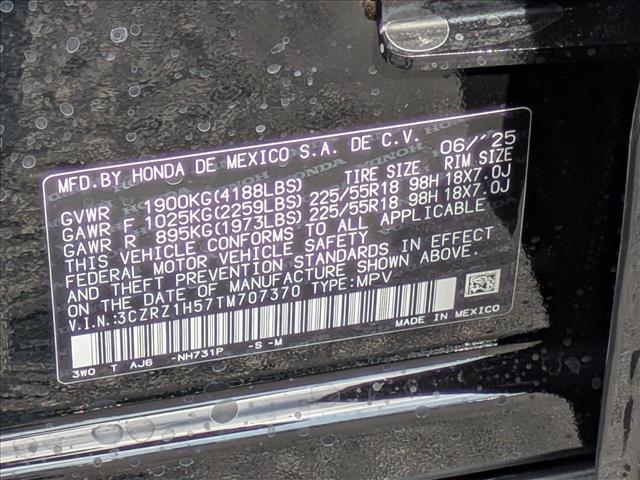 MFD.BY HONDA DE MEXICO S.A. DE C.V. 06/'25
TIRE SIZE RIM SIZE
GVWR 1900KG(4188LBS)
GAWR F 1025KG(2259LBS) 225/55R18 98H 18X7.0J
GAWR R 895KG(1973LBS) 225/55R18 98H 18X7.0J
THIS VEHICLE CONFORMS TO ALL APPLICABLE
FEDERAL MOTOR VEHICLE SAFETY
AND THEFT PREVENTION STANDARDS IN EFFECT
ON THE DATE OF MANUFACTURE SHOWN ABOVE.
V.I.N.:3CZRZ1H57TM707370 TYPE:MPV
MADE IN MEXICO
3W0 T AJ6 -NH731P -S -M